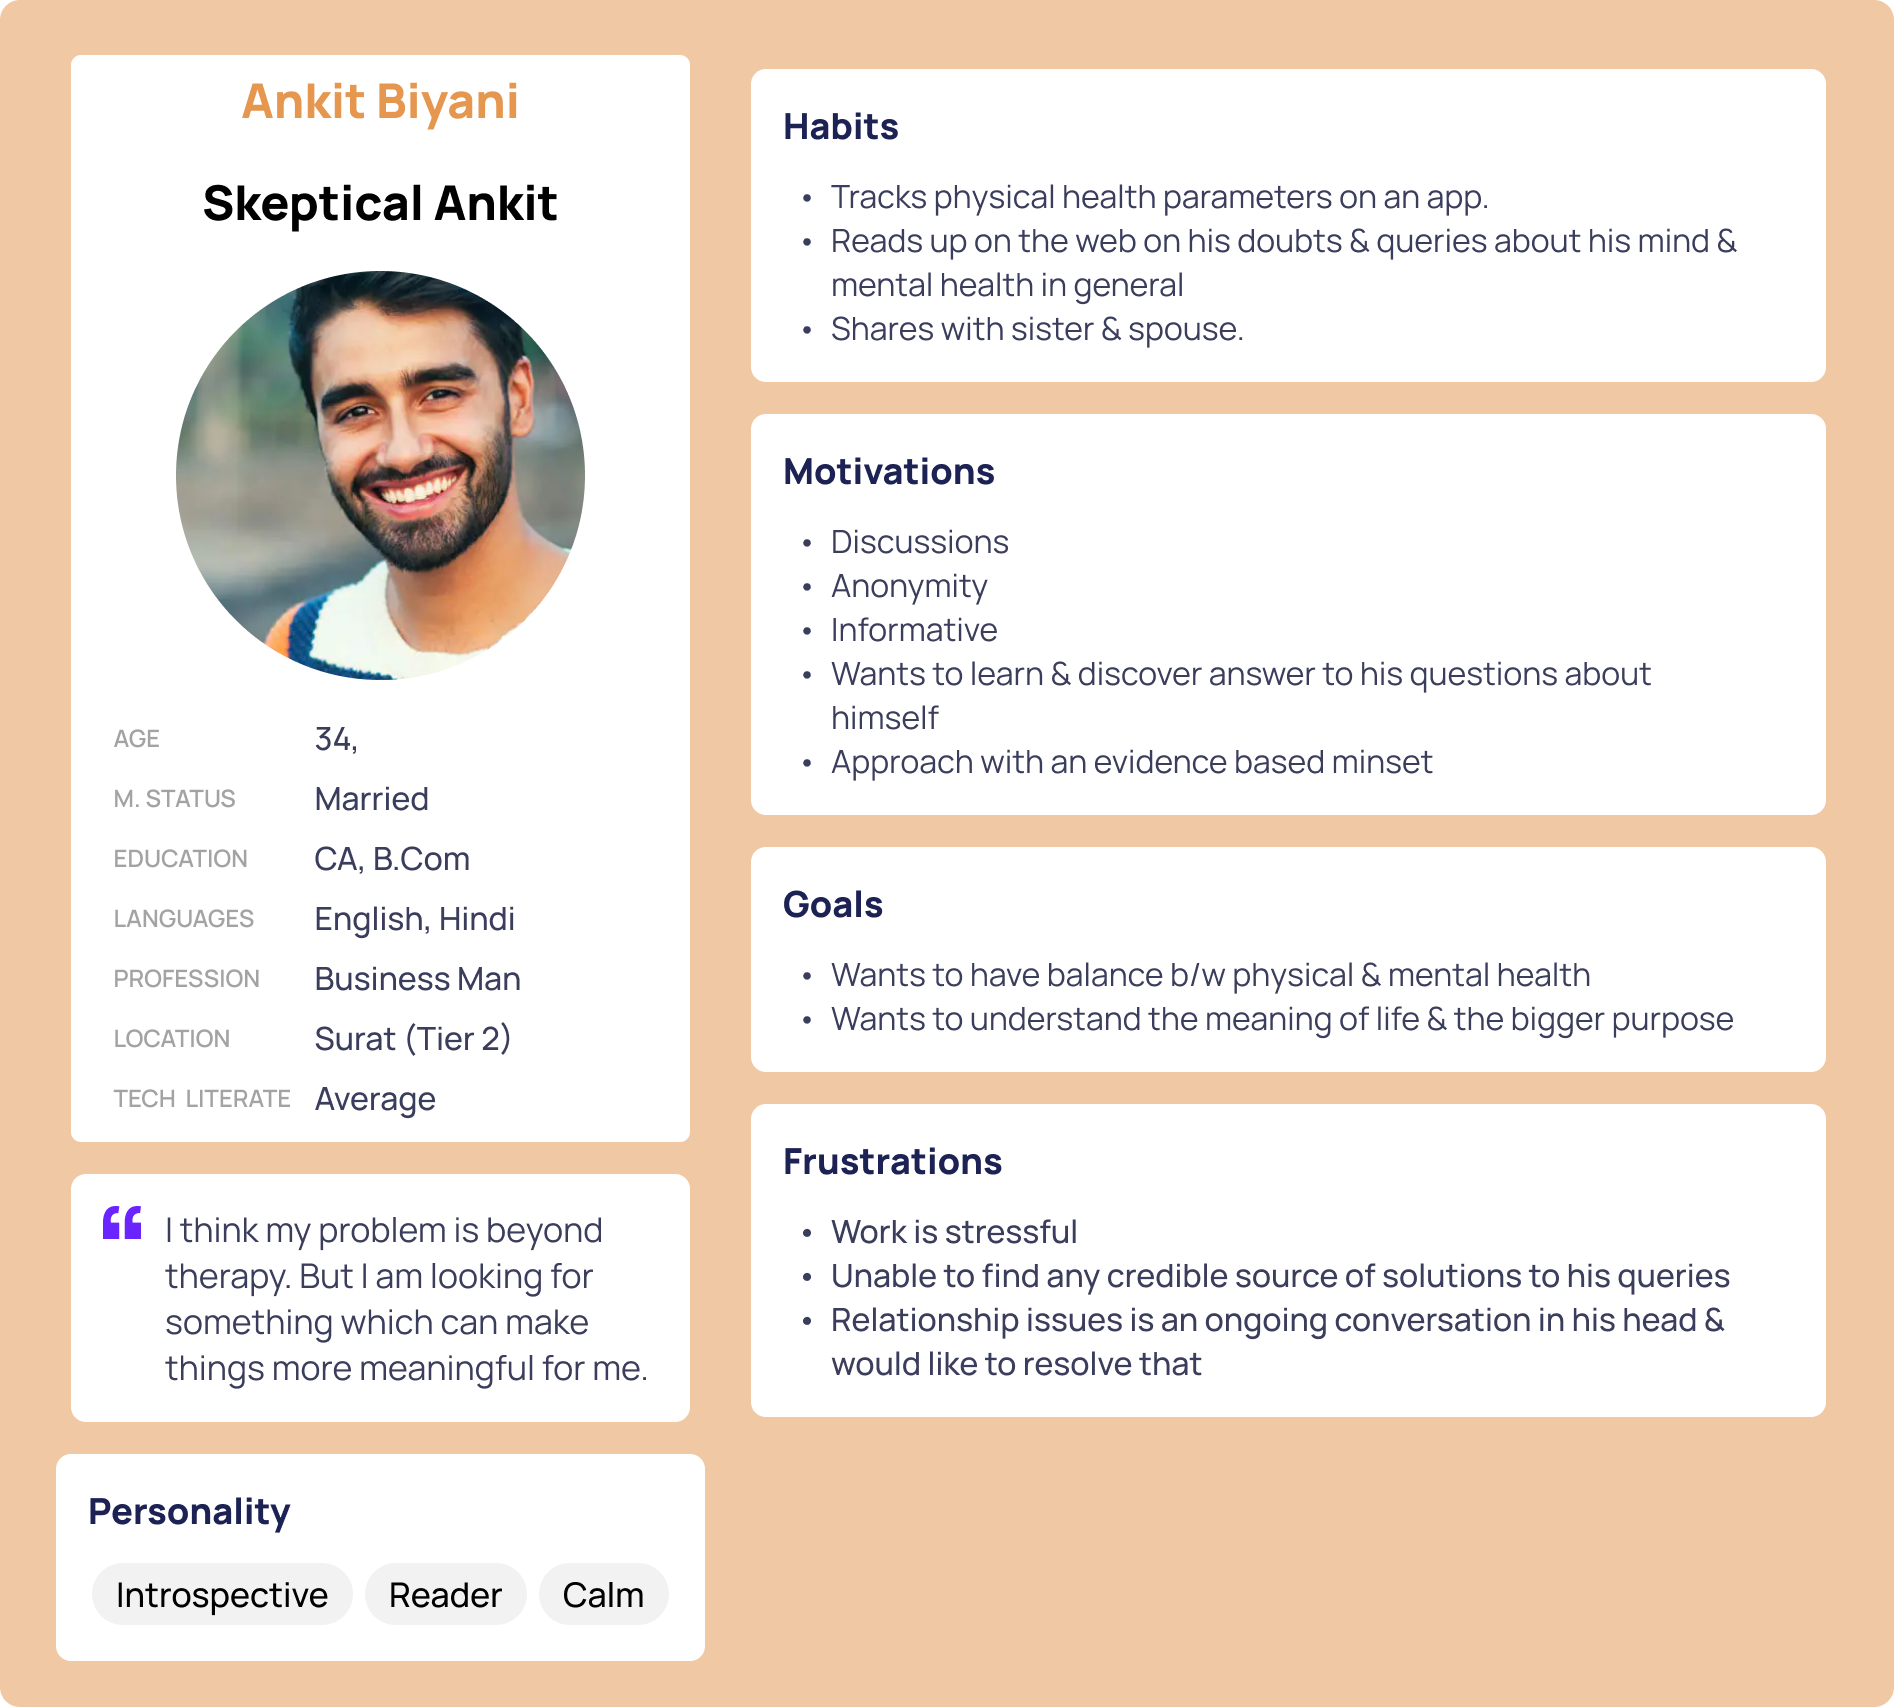 Ankit Biyani
Skeptical Ankit
AGE 34,
M. STATUS Married
EDUCATION CA, B.Com
LANGUAGES English, Hindi
PROFESSION Business Man
LOCATION Surat (Tier 2)
TECH LITERATE Average
“ I think my problem is beyond
therapy. But I am looking for
something which can make
things more meaningful for me.
Personality
Introspective Reader Calm
Habits
• Tracks physical health parameters on an app.
• Reads up on the web on his doubts & queries about his mind &
mental health in general
• Shares with sister & spouse.
Motivations
• Discussions
• Anonymity
• Informative
• Wants to learn & discover answer to his questions about
himself
• Approach with an evidence based minset
Goals
• Wants to have balance b/w physical & mental health
• Wants to understand the meaning of life & the bigger purpose
Frustrations
• Work is stressful
• Unable to find any credible source of solutions to his queries
• Relationship issues is an ongoing conversation in his head &
would like to resolve that